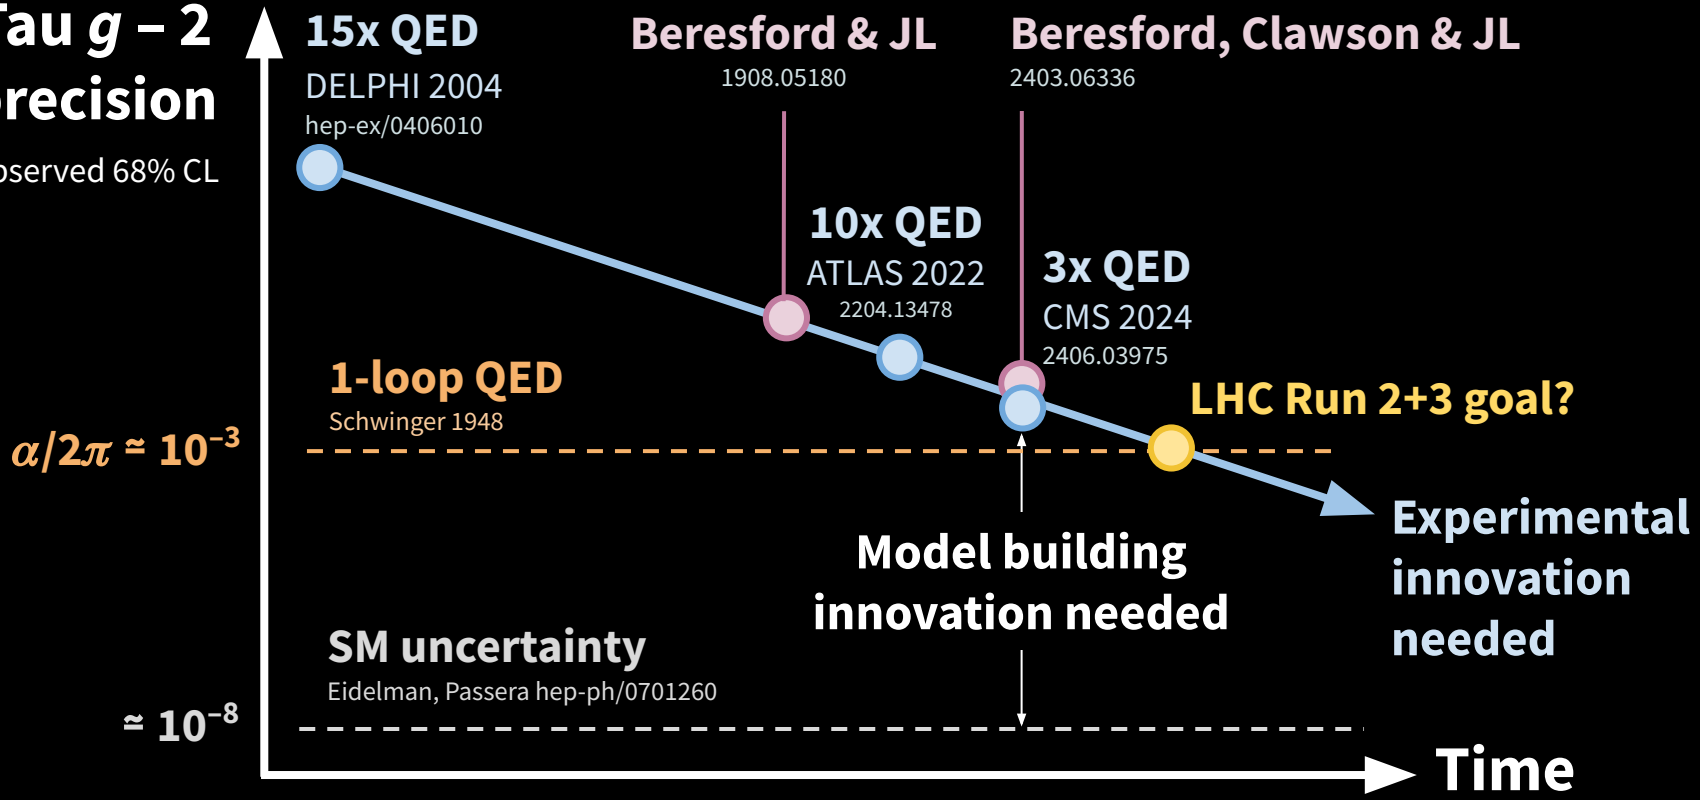 Tau g – 2
precision
observed 68% CL
15x QED
DELPHI 2004
hep-ex/0406010
Beresford & JL
1908.05180
Beresford, Clawson & JL
2403.06336
10x QED
ATLAS 2022
2204.13478
3x QED
CMS 2024
2406.03975
1-loop QED
Schwinger 1948
α/2π ≃ 10⁻³
LHC Run 2+3 goal?
Experimental
innovation
needed
Model building
innovation needed
SM uncertainty
Eidelman, Passera hep-ph/0701260
≃ 10⁻⁸
Time